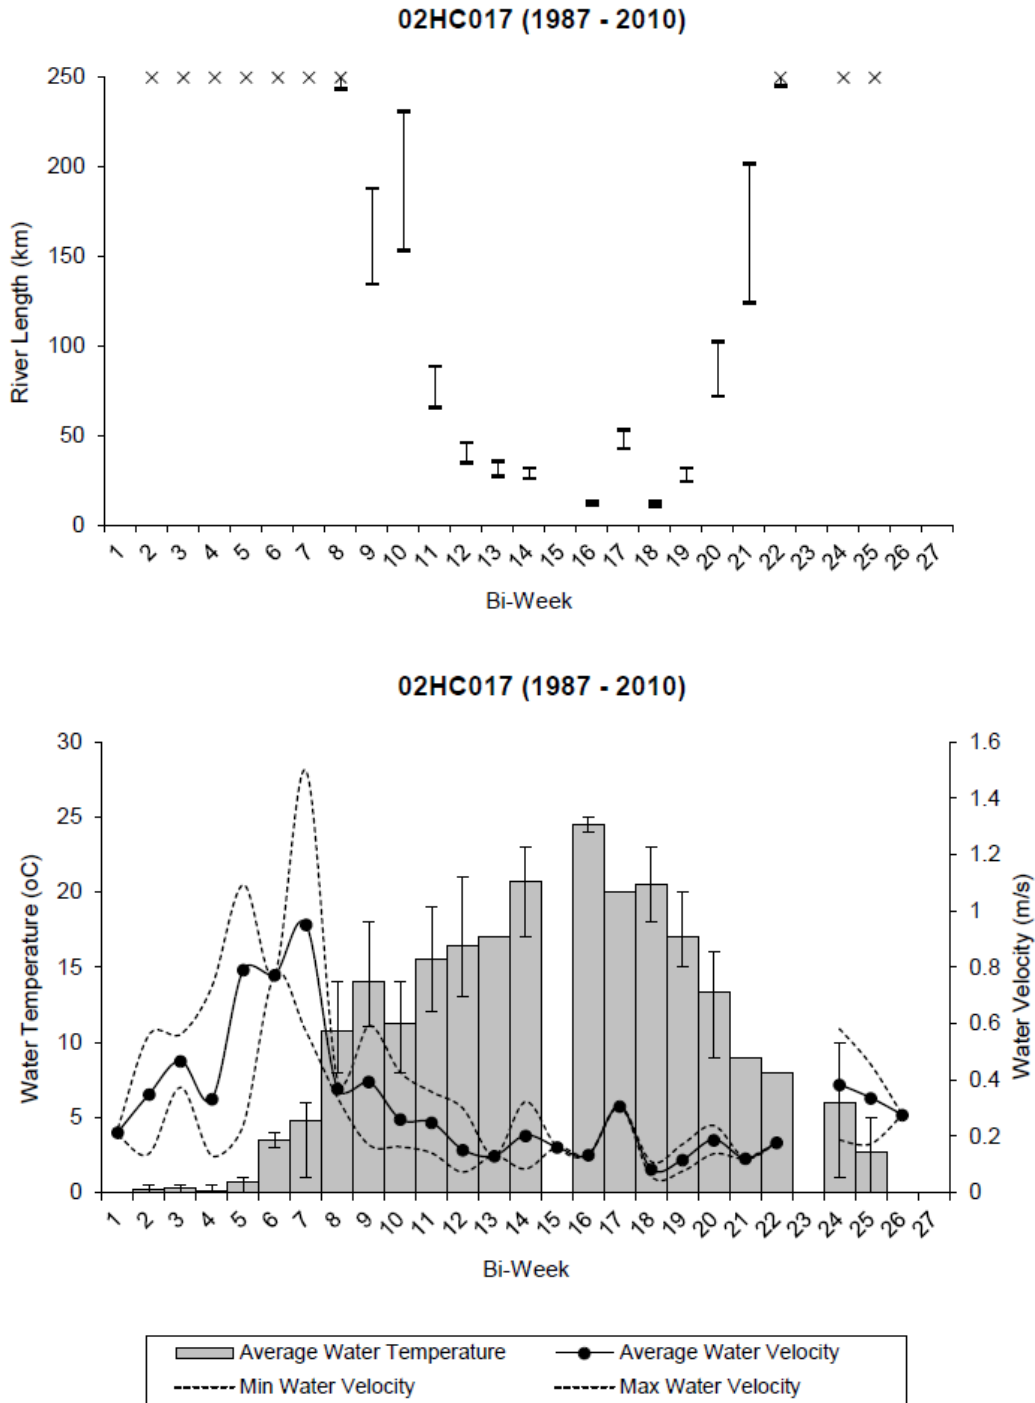 02HC017 (1987 - 2010)
250
200
150
100
50
0
River Length (km)
1 2 3 4 5 6 7 8 9 10 11 12 13 14 15 16 17 18 19 20 21 22 23 24 25 26 27
Bi-Week
02HC017 (1987 - 2010)
30
25
20
15
10
5
0
Water Temperature (oC)
1.6
1.4
1.2
1
0.8
0.6
0.4
0.2
0
Water Velocity (m/s)
1 2 3 4 5 6 7 8 9 10 11 12 13 14 15 16 17 18 19 20 21 22 23 24 25 26 27
Bi-Week
Average Water Temperature
Average Water Velocity
Min Water Velocity
Max Water Velocity